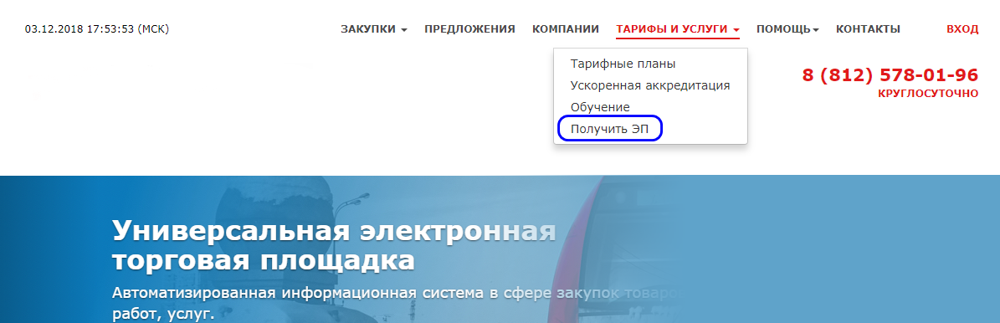 03.12.2018 17:53:53 (МСК)
ЗАКУПКИ ПРЕДЛОЖЕНИЯ КОМПАНИИ ТАРИФЫ И УСЛУГИ ПОМОЩЬ КОНТАКТЫ ВХОД
Тарифные планы
Ускоренная аккредитация
Обучение
Получить ЭП
8 (812) 578-01-96
КРУГЛОСУТОЧНО
Универсальная электронная
торговая площадка
Автоматизированная информационная система в сфере закупок
работ, услуг.